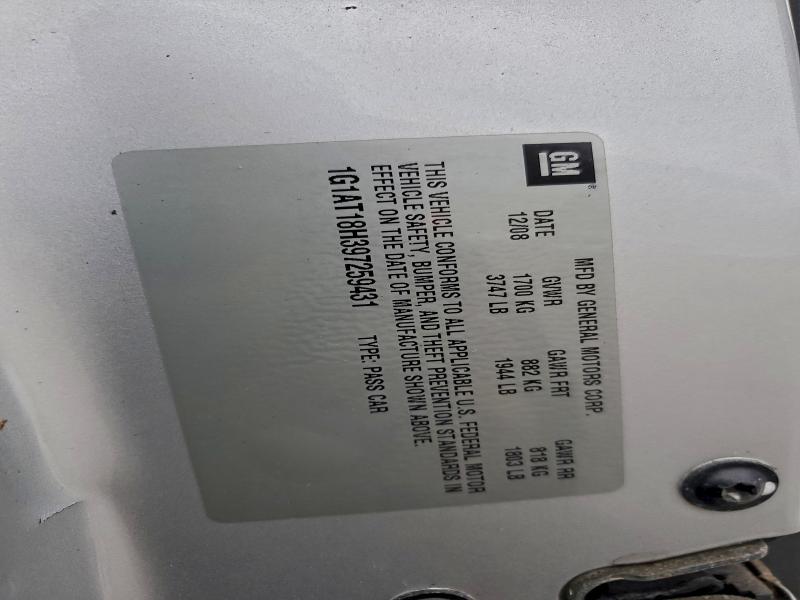 GM®
MFD BY GENERAL MOTORS CORP.
DATE GVWR GAWR FRT GAWR RR
12/08 1700 KG 882 KG 818 KG
3747 LB 1944 LB 1803 LB
THIS VEHICLE CONFORMS TO ALL APPLICABLE U.S. FEDERAL MOTOR
VEHICLE SAFETY, BUMPER, AND THEFT PREVENTION STANDARDS IN
EFFECT ON THE DATE OF MANUFACTURE SHOWN ABOVE.
1G1AT18H397259431 TYPE: PASS CAR